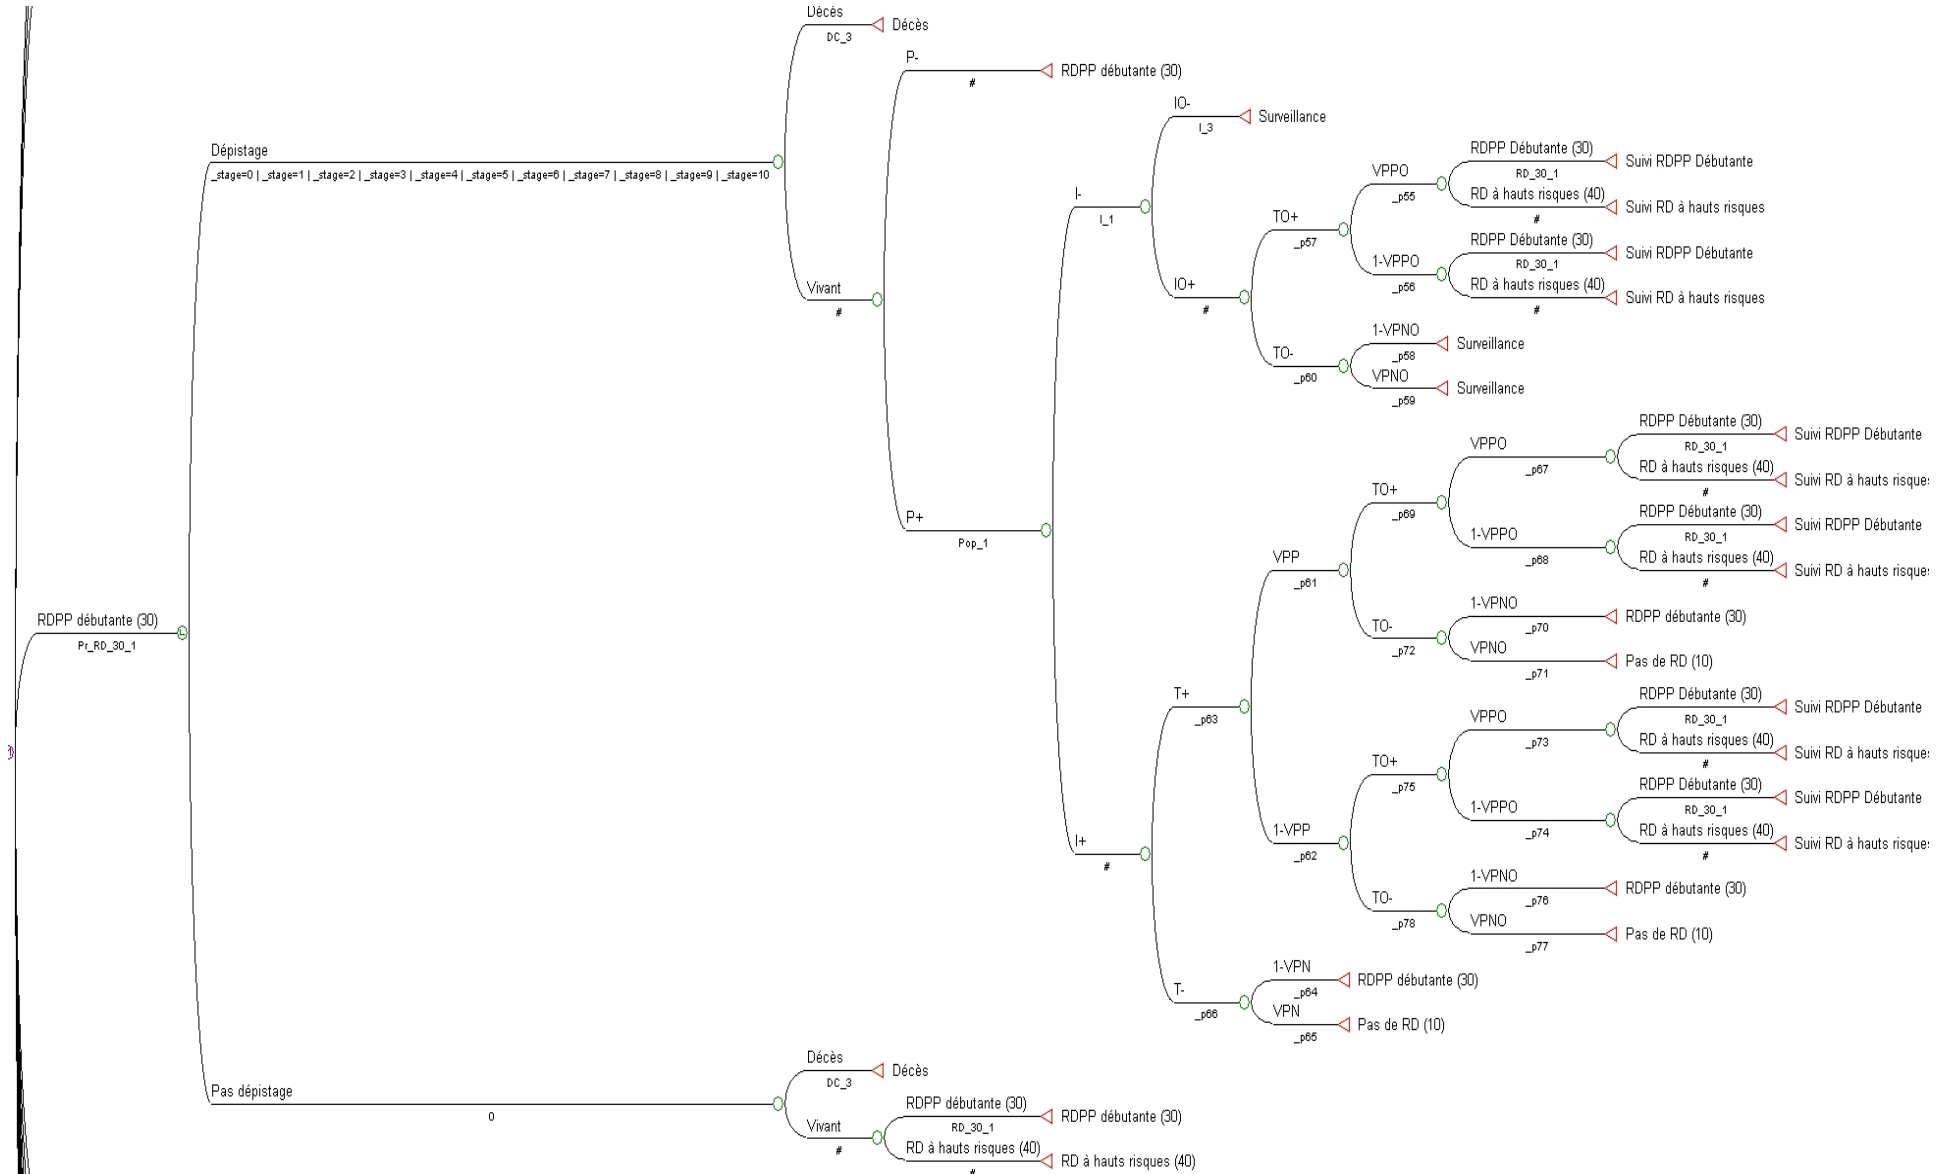 Décès
DC_3
Décès
P-
#
RDPP débutante (30)
IO-
I_3
Surveillance
Dépistage
_stage=0 | _stage=1 | _stage=2 | _stage=3 | _stage=4 | _stage=5 | _stage=6 | _stage=7 | _stage=8 | _stage=9 | _stage=10
RDPP Débutante (30)
RD_30_1
Suivi RDPP Débutante
VPPO
_p55
RD à hauts risques (40)
#
Suivi RD à hauts risques
I-
I_1
TO+
_p57
RDPP Débutante (30)
RD_30_1
Suivi RDPP Débutante
1-VPPO
_p56
RD à hauts risques (40)
#
Suivi RD à hauts risques
Vivant
#
IO+
#
1-VPNO
_p58
Surveillance
TO-
_p60
VPNO
_p59
Surveillance
RDPP Débutante (30)
RD_30_1
Suivi RDPP Débutante
VPPO
_p67
RD à hauts risques (40)
#
Suivi RD à hauts risques
TO+
_p69
P+
Pop_1
RDPP Débutante (30)
RD_30_1
Suivi RDPP Débutante
1-VPPO
_p68
RD à hauts risques (40)
#
Suivi RD à hauts risques
VPP
_p61
1-VPNO
_p70
RDPP débutante (30)
TO-
_p72
VPNO
_p71
Pas de RD (10)
RDPP débutante (30)
Pr_RD_30_1
T+
_p63
RDPP Débutante (30)
RD_30_1
Suivi RDPP Débutante
VPPO
_p73
RD à hauts risques (40)
#
Suivi RD à hauts risques
TO+
_p75
RDPP Débutante (30)
RD_30_1
Suivi RDPP Débutante
1-VPPO
_p74
RD à hauts risques (40)
#
Suivi RD à hauts risques
1-VPP
_p62
I+
#
1-VPNO
_p76
RDPP débutante (30)
TO-
_p78
VPNO
_p77
Pas de RD (10)
1-VPN
_p64
RDPP débutante (30)
T-
_p66
VPN
_p65
Pas de RD (10)
Décès
DC_3
Décès
Pas dépistage
0
RDPP débutante (30)
RD_30_1
RDPP débutante (30)
Vivant
#
RD à hauts risques (40)
#
RD à hauts risques (40)